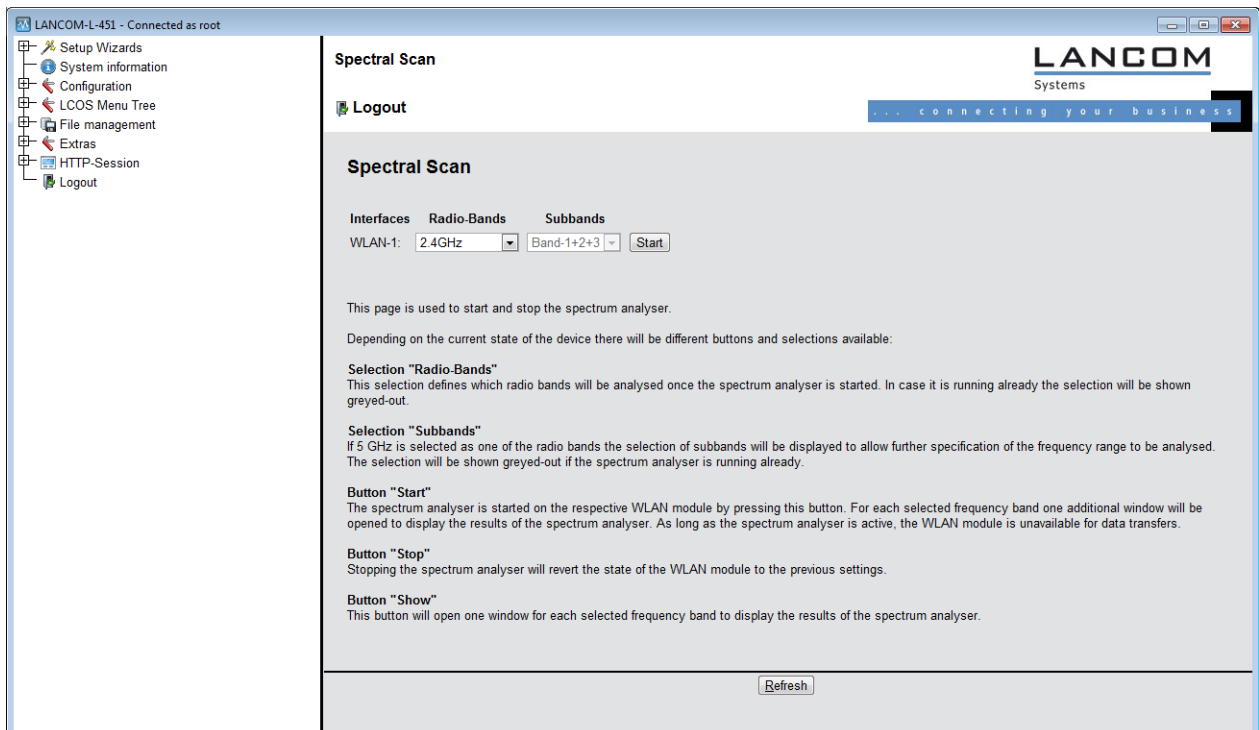 LANCOM-L-451 - Connected as root
Setup Wizards
System information
Configuration
LCOS Menu Tree
File management
Extras
HTTP-Session
Logout
Spectral Scan
LANCOM
Systems
Logout
... connecting your business
Spectral Scan
Interfaces Radio-Bands Subbands
WLAN-1: 2.4GHz Band-1+2+3 Start
This page is used to start and stop the spectrum analyser.
Depending on the current state of the device there will be different buttons and selections available:
Selection "Radio-Bands"
This selection defines which radio bands will be analysed once the spectrum analyser is started. In case it is running already the selection will be shown
greyed-out.
Selection "Subbands"
If 5 GHz is selected as one of the radio bands the selection of subbands will be displayed to allow further specification of the frequency range to be analysed.
The selection will be shown greyed-out if the spectrum analyser is running already.
Button "Start"
The spectrum analyser is started on the respective WLAN module by pressing this button. For each selected frequency band one additional window will be
opened to display the results of the spectrum analyser. As long as the spectrum analyser is active, the WLAN module is unavailable for data transfers.
Button "Stop"
Stopping the spectrum analyser will revert the state of the WLAN module to the previous settings.
Button "Show"
This button will open one window for each selected frequency band to display the results of the spectrum analyser.
Refresh